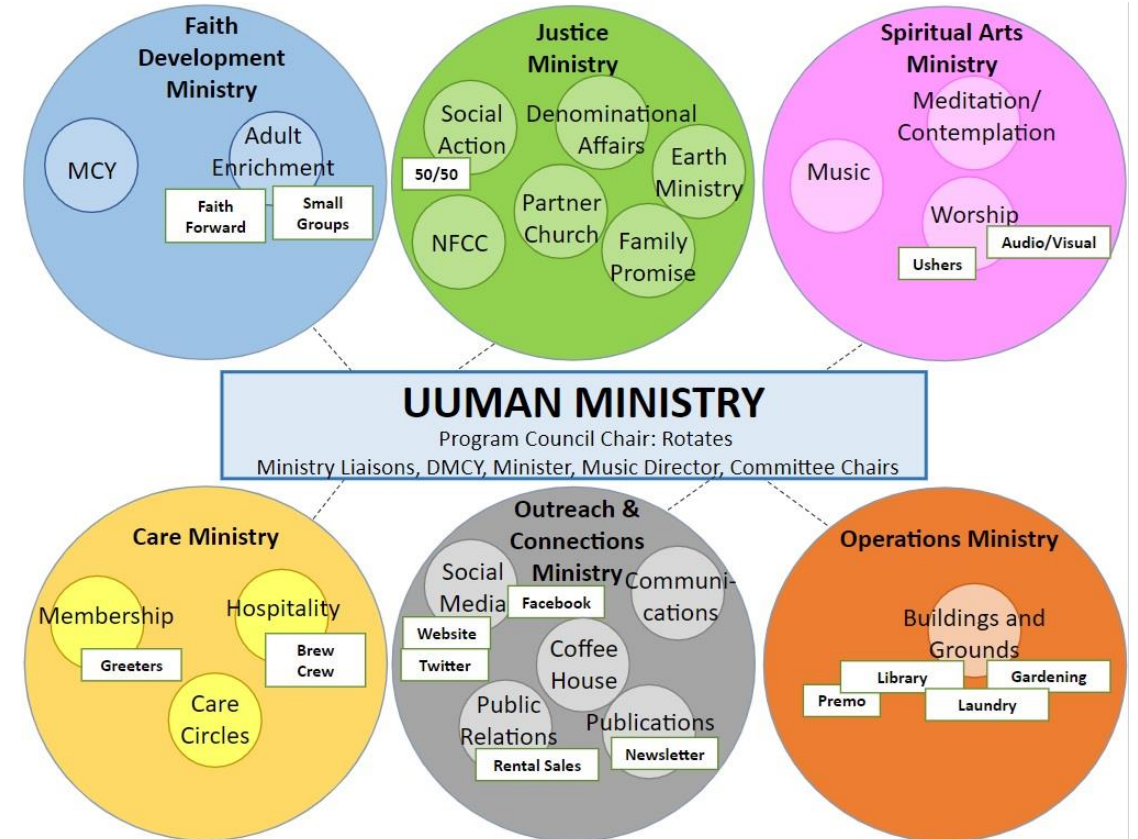 Faith
Development
Ministry
MCY
Adult
Enrichment
Faith
Forward
Small
Groups
Justice
Ministry
Social
Action
50/50
Denominational
Affairs
Earth
Ministry
NFCC
Partner
Church
Family
Promise
Spiritual Arts
Ministry
Meditation/
Contemplation
Music
Worship
Audio/Visual
Ushers
UUMAN MINISTRY
Program Council Chair: Rotates
Ministry Liaisons, DMCY, Minister, Music Director, Committee Chairs
Care Ministry
Membership
Greeters
Hospitality
Brew
Crew
Care
Circles
Outreach &
Connections
Ministry
Social
Media
Facebook
Website
Twitter
Communi-
cations
Coffee
House
Public
Relations
Rental Sales
Publications
Newsletter
Operations Ministry
Buildings and
Grounds
Library
Gardening
Premo
Laundry